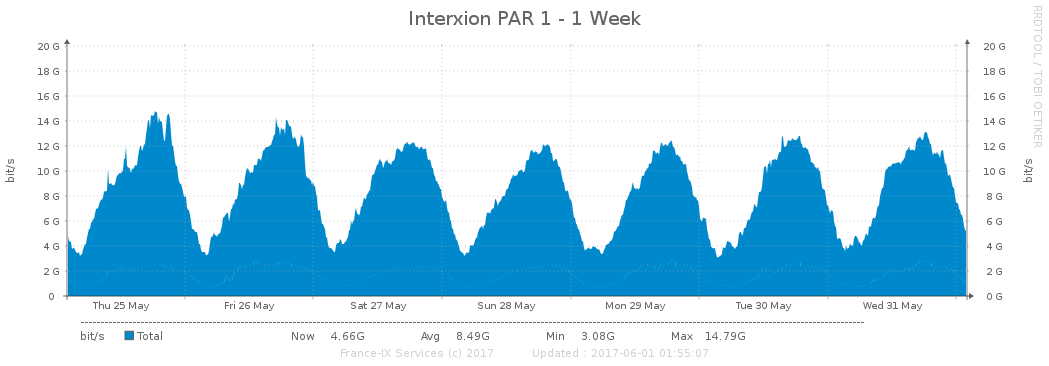 Interxion PAR 1 - 1 Week
RRDTOOL / TOBI OETIKER
20 G 20 G
18 G 18 G
16 G 16 G
14 G 14 G
12 G 12 G
10 G 10 G
8 G 8 G
6 G 6 G
4 G 4 G
2 G 2 G
0 0 G
bit/s
bit/s
Thu 25 May Fri 26 May Sat 27 May Sun 28 May Mon 29 May Tue 30 May Wed 31 May
bit/s Total Now 4.66G Avg 8.49G Min 3.08G Max 14.79G
France-IX Services (c) 2017 Updated : 2017-06-01 01:55:07